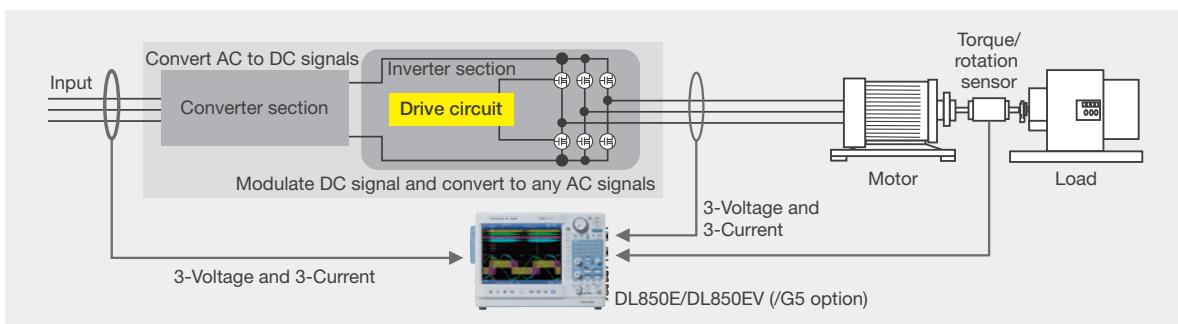 Input
Convert AC to DC signals
Converter section
Inverter section
Drive circuit
Modulate DC signal and convert to any AC signals
Torque/
rotation
sensor
Motor
Load
3-Voltage and
3-Current
3-Voltage and 3-Current
DL850E/DL850EV (/G5 option)